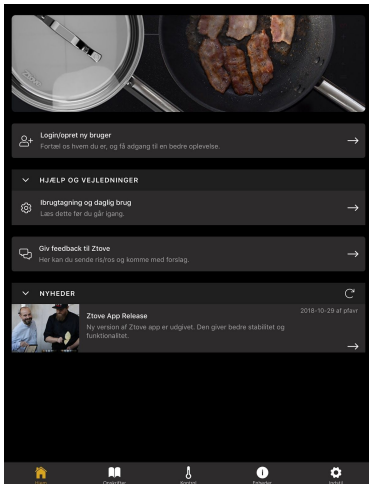 Login/opret ny bruger
Fortæl os hvem du er, og få adgang til en bedre oplevelse.
HJÆLP OG VEJLEDNINGER
Ibrugtagning og daglig brug
Læs dette før du går igang.
Giv feedback til Ztove
Her kan du sende ris/ros og komme med forslag.
NYHEDER
2018-10-29 af pfavr
Ztove App Release
Ny version af Ztove app er udgivet. Den giver bedre stabilitet og
funktionalitet.